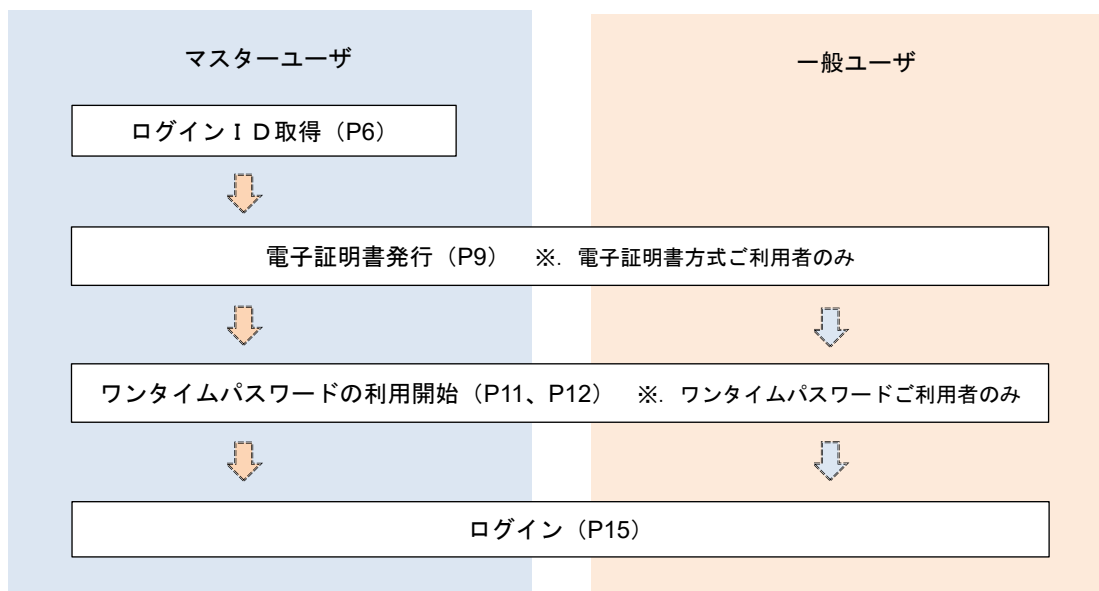 マスターユーザ
一般ユーザ
ログインＩＤ取得（P6）
電子証明書発行（P9）　※. 電子証明書方式ご利用者のみ
ワンタイムパスワードの利用開始（P11、P12）　※. ワンタイムパスワードご利用者のみ
ログイン（P15）